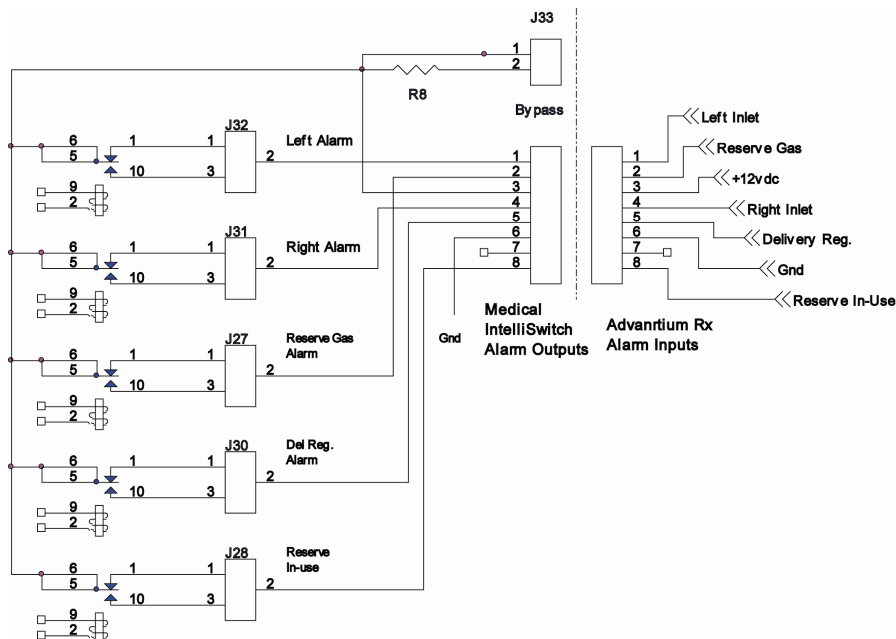 J33
1
2
R8
Bypass
J32
6 1 1 Left Alarm
5 2
10 3
9
2
J31
6 1 1 Right Alarm
5 2
10 3
9
2
J27
6 1 1 Reserve Gas
Alarm
5 2
10 3
9
2
J30
6 1 1 Del Reg.
Alarm
5 2
10 3
9
2
J28
6 1 1 Reserve
In-use
5 2
10 3
9
2
1
2
3
4
5
6
7
8
Gnd
Medical
IntelliSwitch
Alarm Outputs
1
2
3
4
5
6
7
8
Left Inlet
Reserve Gas
+12vdc
Right Inlet
Delivery Reg.
Gnd
Reserve In-Use
Advanrtium Rx
Alarm Inputs